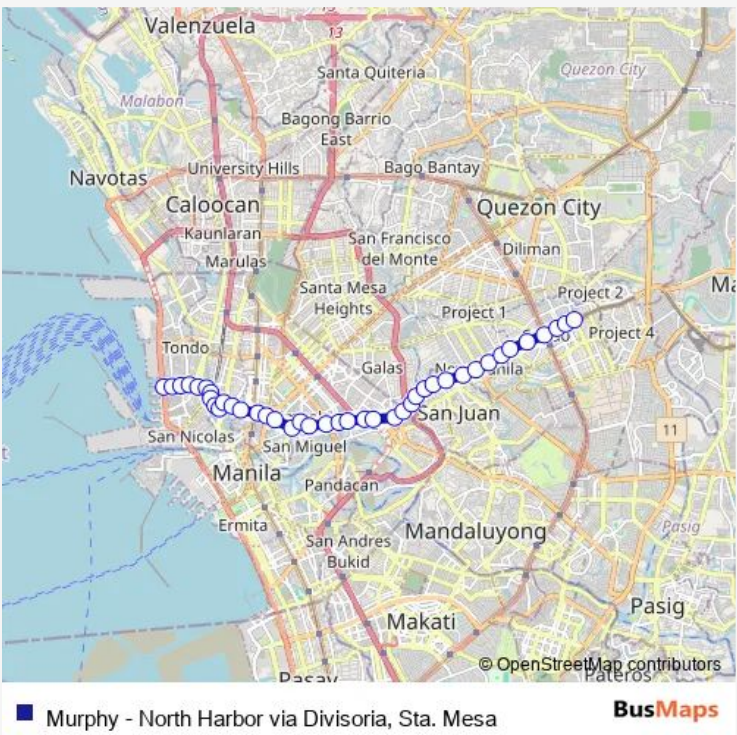 Valenzuela
13
Santa Quiteria
Quezon City
Malabon
Bagong Barrio
East
University Hills
Bago Bantay
Navotas
Caloocan
Quezon City
Kaunlaran
San Francisco
del Monte
Diliman
Marulas
Santa Mesa
Heights
Project 2
Project 1
Project 4
Tondo
Galas
San Juan
11
San Nicolas
San Miguel
Manila
Pandacan
Ermita
Mandaluyong
Pasig
San Andres
Bukid
Pasig
Makati
© OpenStreetMap contributors
Pasay
Pateros
Murphy - North Harbor via Divisoria, Sta. Mesa
BusMaps